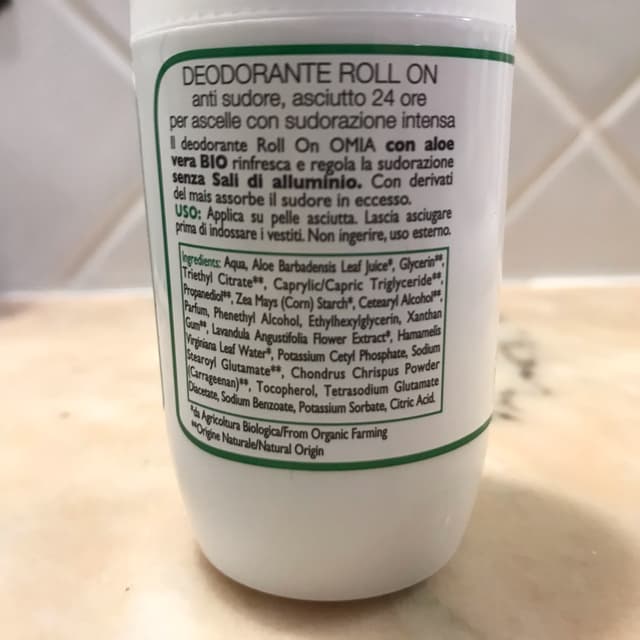 DEODORANTE ROLL ON
anti sudore, asciutto 24 ore
per ascelle con sudorazione intensa
Il deodorante Roll On OMIA con aloe
vera BIO rinfresca e regola la sudorazione
senza Sali di alluminio. Con derivati
del mais assorbe il sudore in eccesso.
USO: Applica su pelle asciutta. Lascia asciugare
prima di indossare i vestiti. Non ingerire, uso esterno.
Ingredients: Aqua, Aloe Barbadensis Leaf Juice*, Glycerin**,
Triethyl Citrate**, Caprylic/Capric Triglyceride**,
Propanediol**, Zea Mays (Corn) Starch*, Cetearyl Alcohol**,
Parfum, Phenethyl Alcohol, Ethylhexylglycerin, Xanthan
Gum**, Lavandula Angustifolia Flower Extract*, Hamamelis
Virginiana Leaf Water*, Potassium Cetyl Phosphate, Sodium
Stearoyl Glutamate**, Chondrus Chrispus Powder
(Carrageenan)**, Tocopherol, Tetrasodium Glutamate
Diacetate, Sodium Benzoate, Potassium Sorbate, Citric Acid.
*da Agricoltura Biologica/From Organic Farming
**Origine Naturale/Natural Origin